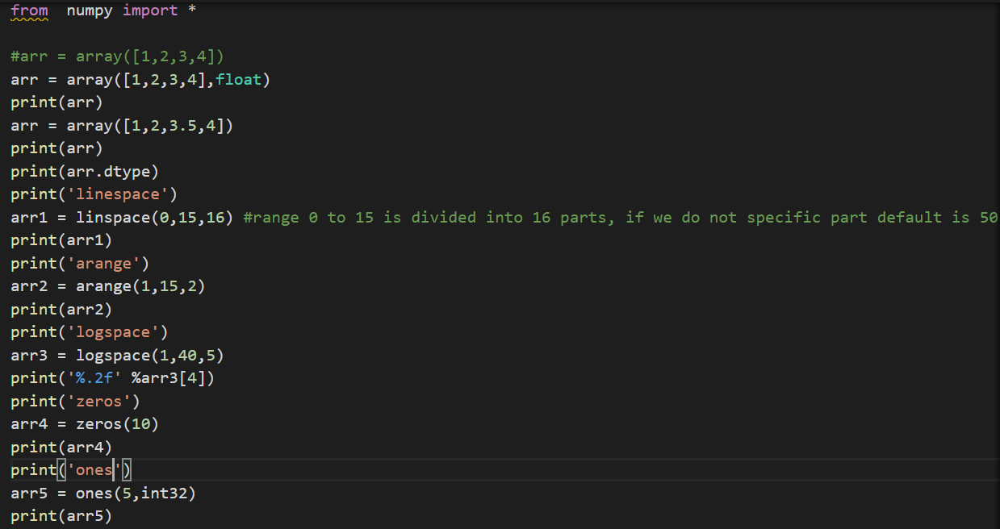 from  numpy import *
#arr = array([1,2,3,4])
arr = array([1,2,3,4],float)
print(arr)
arr = array([1,2,3.5,4])
print(arr)
print(arr.dtype)
print('linespace')
arr1 = linspace(0,15,16) #range 0 to 15 is divided into 16 parts, if we do not specific part default is 50
print(arr1)
print('arange')
arr2 = arange(1,15,2)
print(arr2)
print('logspace')
arr3 = logspace(1,40,5)
print('%.2f' %arr3[4])
print('zeros')
arr4 = zeros(10)
print(arr4)
print('ones')
arr5 = ones(5,int32)
print(arr5)